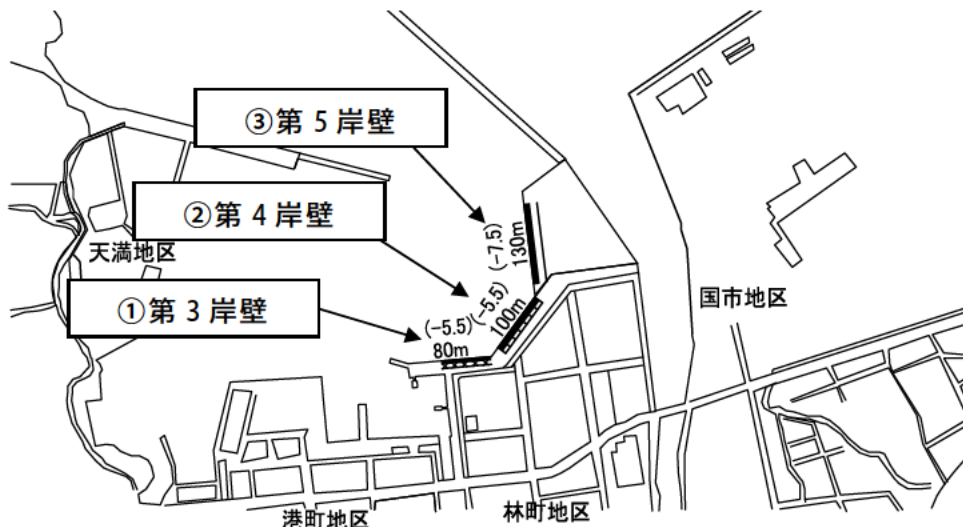 ③第5岸壁
②第4岸壁
天満地区
①第3岸壁
(-7.5)
130m
(-5.5)
100m
(-5.5)
80m
国市地区
港町地区
林町地区